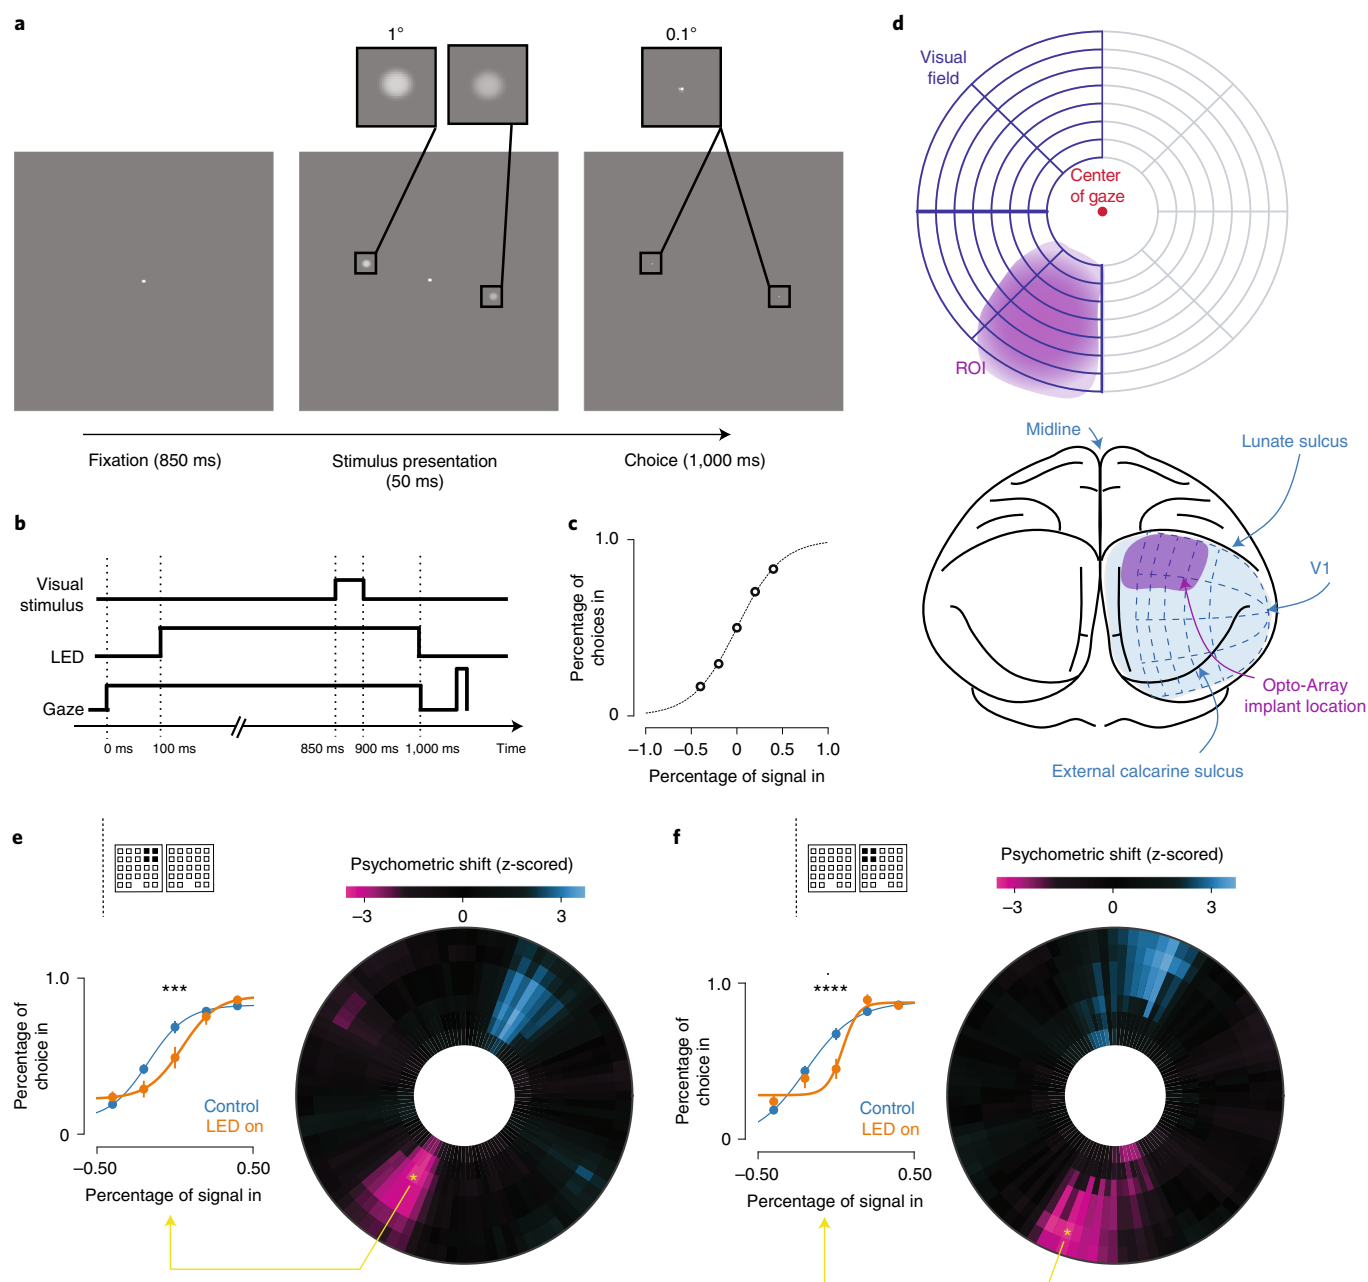 a
1°
0.1°
Fixation (850 ms)
Stimulus presentation
(50 ms)
Choice (1,000 ms)
d
Visual
field
Center
of gaze
ROI
Midline
Lunate sulcus
V1
Opto-Array
implant location
External calcarine sulcus
b
Visual
stimulus
LED
Gaze
0 ms
100 ms
850 ms
900 ms
1,000 ms
Time
c
Percentage of
choices in
1.0
0
–1.0
–0.5
0
0.5
1.0
Percentage of signal in
e
Psychometric shift (z-scored)
–3
0
3
Percentage of
choice in
1.0
0
***
Control
LED on
–0.50
0.50
Percentage of signal in
*
f
Psychometric shift (z-scored)
–3
0
3
Percentage of
choice in
1.0
0
****
Control
LED on
–0.50
0.50
Percentage of signal in
*